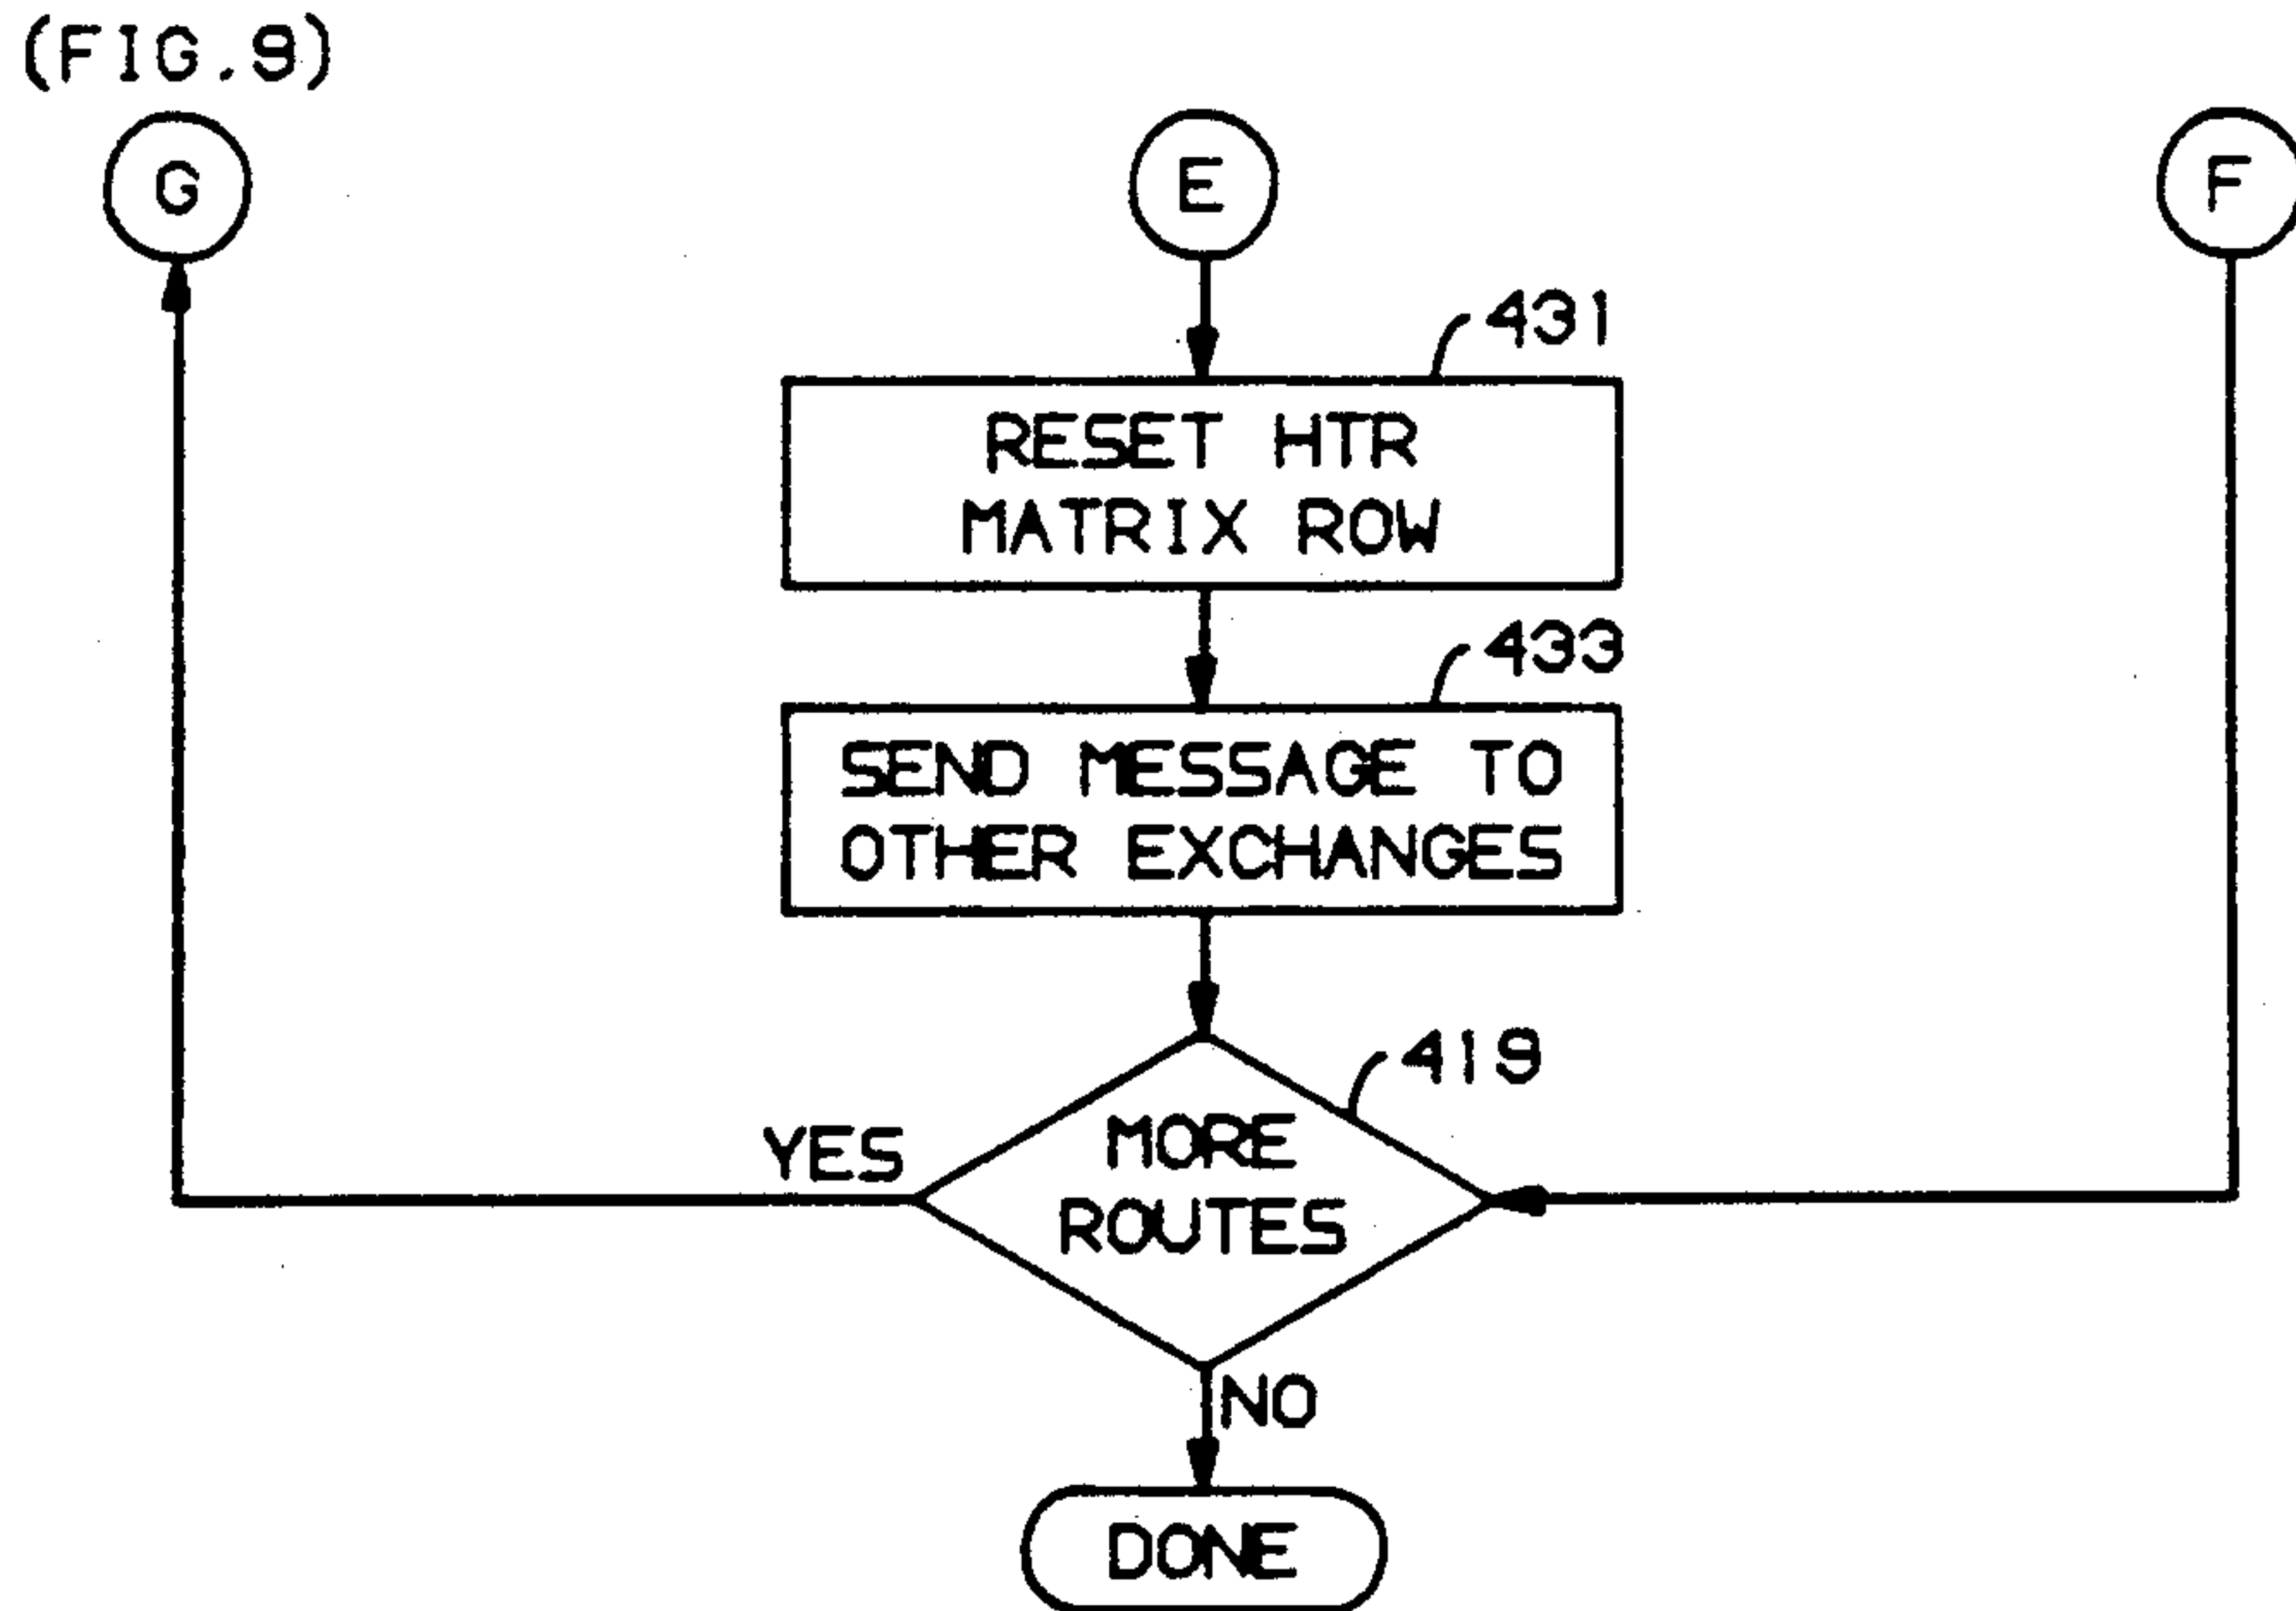 (FIG.9)
G
E
F
431
RESET HTR
MATRIX ROW
433
SEND MESSAGE TO
OTHER EXCHANGES
419
YES
MORE
ROUTES
NO
DONE